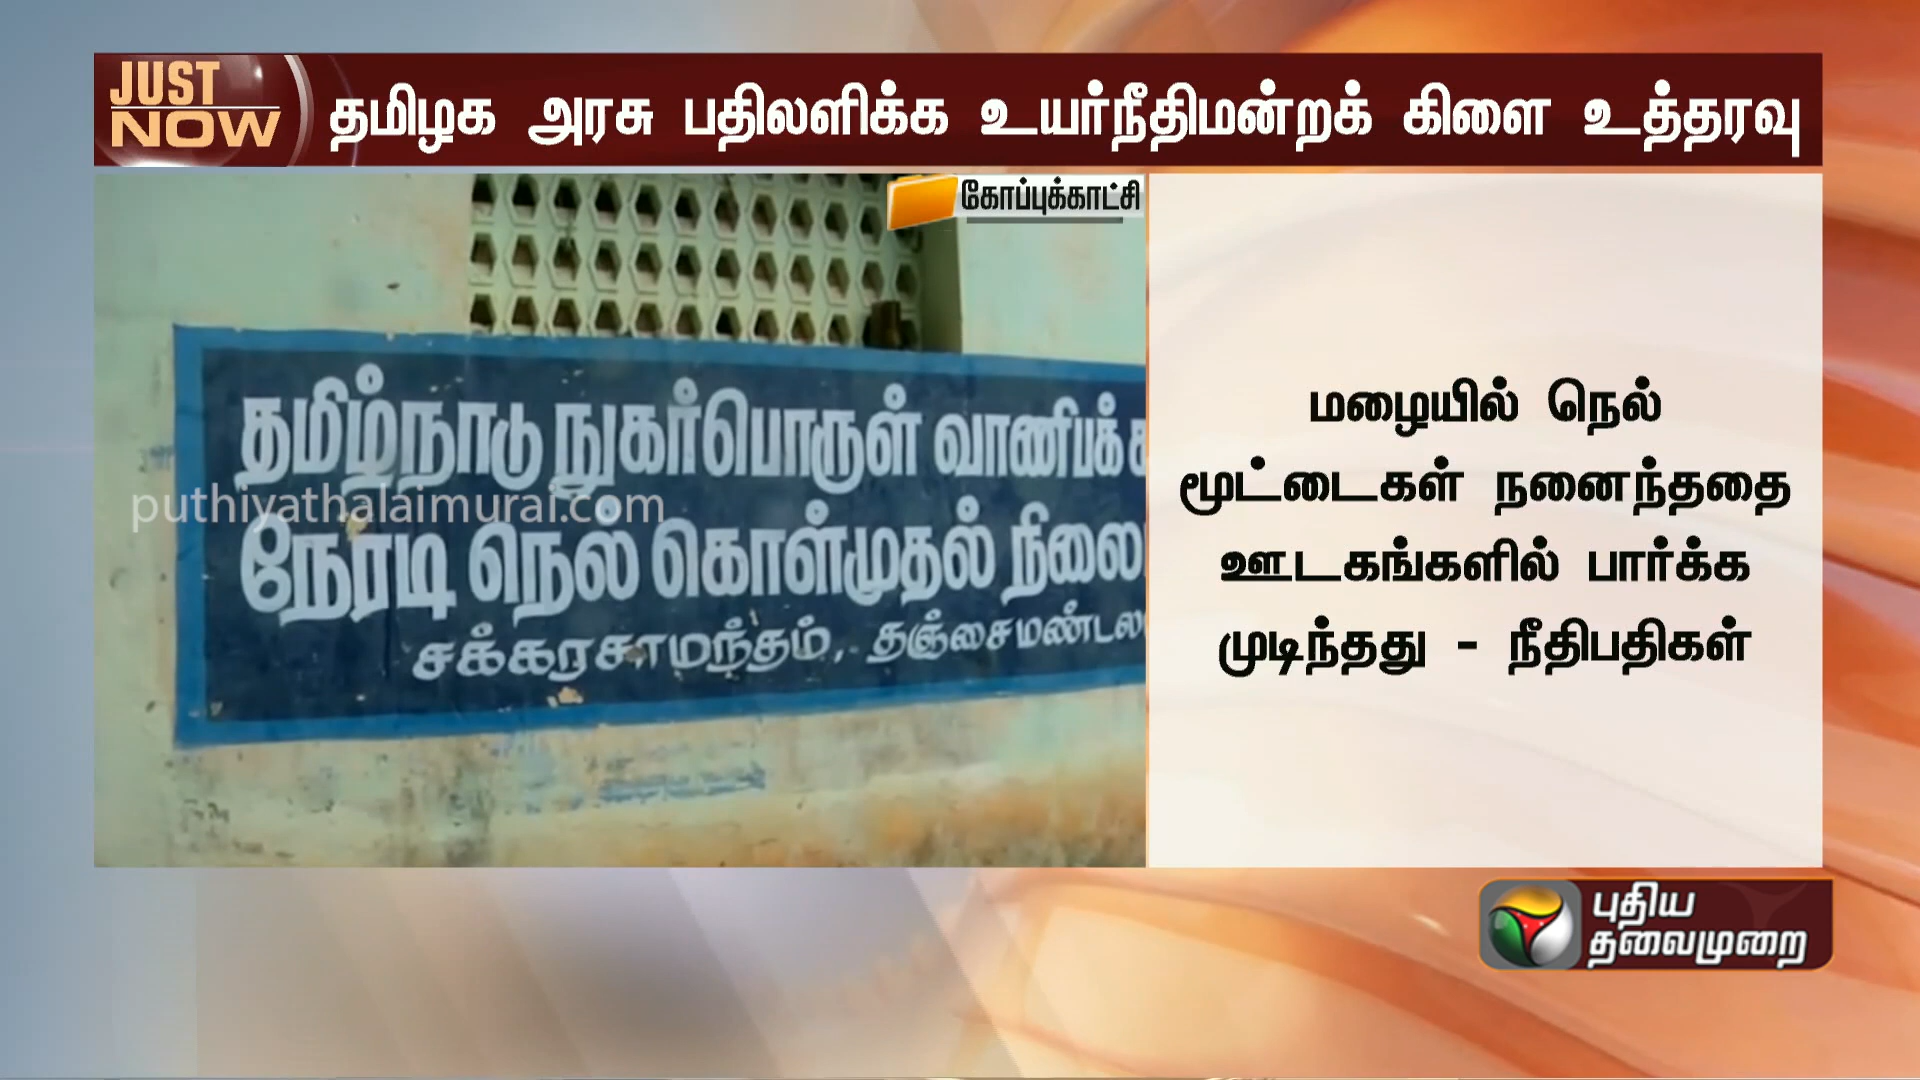 JUST
NOW
தமிழக அரசு பதிலளிக்க உயர்நீதிமன்றக் கிளை உத்தரவு
கோப்புக்காட்சி
தமிழ்நாடு நுகர்பொருள் வாணிபக்
puthiyathalaimurai.com
நேரடி நெல் கொள்முதல் நிலை
சக்கரசாமந்தம், தஞ்சைமண்டல
மழையில் நெல்
மூட்டைகள் நனைந்ததை
ஊடகங்களில் பார்க்க
முடிந்தது - நீதிபதிகள்
புதிய
தலைமுறை